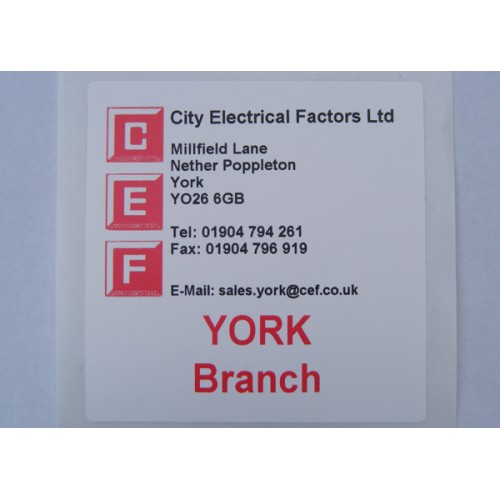 C
E
F
City Electrical Factors Ltd
Millfield Lane
Nether Poppleton
York
YO26 6GB
Tel: 01904 794 261
Fax: 01904 796 919
E-Mail: sales.york@cef.co.uk
YORK
Branch